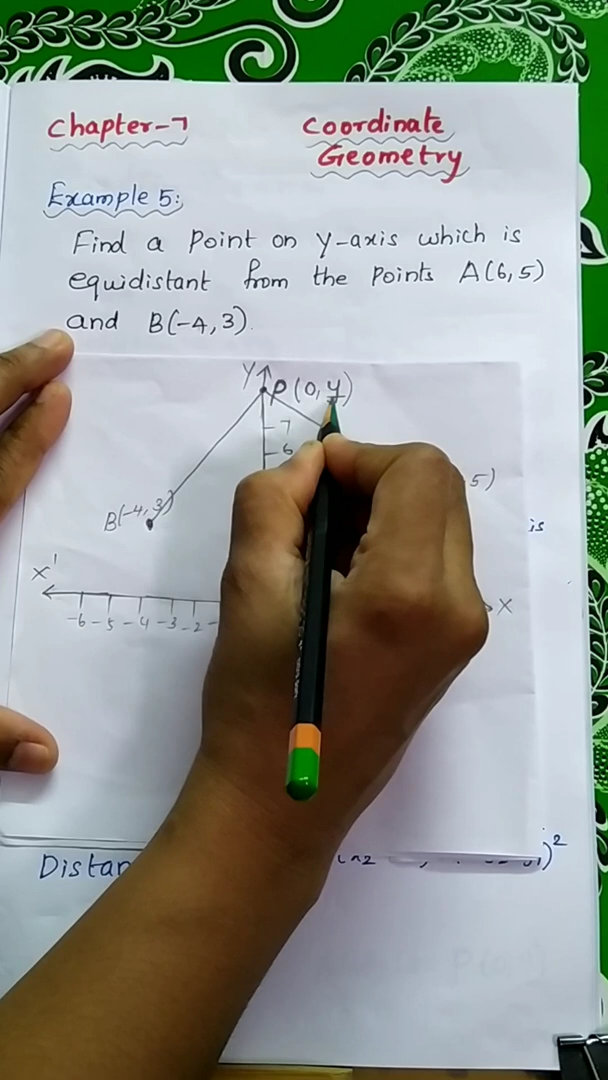 Chapter-7
Coordinate
Geometry
Example 5:
Find a Point on y-axis which is
equidistant from the points A(6,5)
and B(-4,3).
Y
P(0,y)
7
6
5)
B(-4,3)
is
X'
X
-6 -5 -4 -3 -2
)²